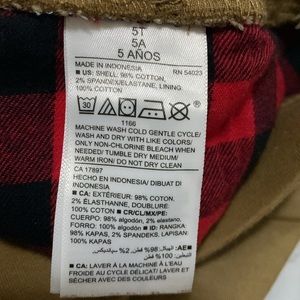 5T
5A
5 AÑOS
MADE IN INDONESIA RN 54023
■ US: SHELL: 98% COTTON,
2% SPANDEX/ELASTANE, LINING
100% COTTON
30
1166
MACHINE WASH COLD GENTLE CYCLE/
WASH AND DRY WITH LIKE COLORS/
ONLY NON-CHLORINE BLEACH WHEN
NEEDED/ TUMBLE DRY MEDIUM/
WARM IRON/ DO NOT DRY CLEAN
CA 17897
HECHO EN INDONESIA/ DIBUAT DI
INDONESIA
■ CA: EXTÉRIEUR: 98% COTON,
2% ÉLASTHANNE, DOUBLURE:
100% COTON ■ CR/CL/MX/PE:
CUERPO: 98% algodón, 2% elastano,
FORRO: 100% algodón ■ ID: RANGKA
98% KAPAS, 2% SPANDEKS, LAPISAN:
100% KAPAS
■ CA: LAVER À LA MACHINE À L'EAU
FROIDE AU CYCLE DÉLICAT LAVER ET
SÉCHER AVEC DES COULEURS